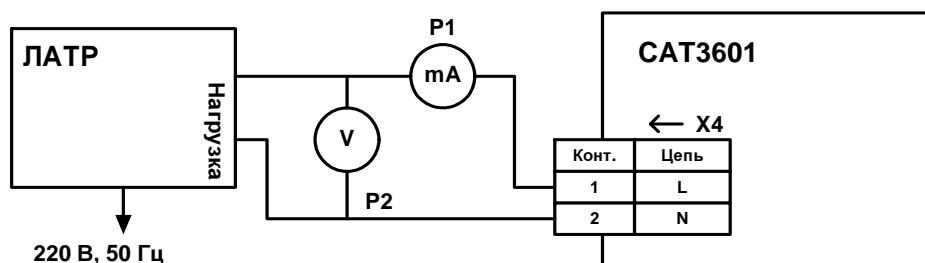 P1
ЛАТР
CAT3601
mA
Нагрузка
X4
V
Конт. Цепь
1 L
P2
2 N
220 В, 50 Гц